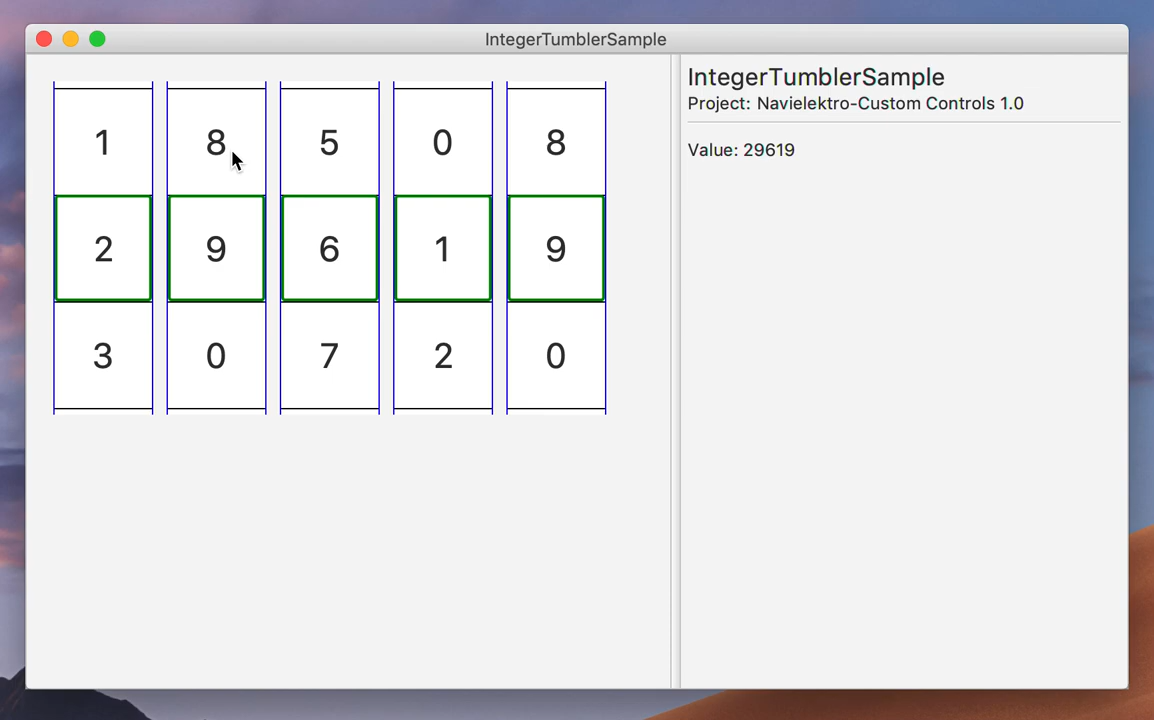 IntegerTumblerSample
1 8 5 0 8
2 9 6 1 9
3 0 7 2 0
IntegerTumblerSample
Project: Navielektro-Custom Controls 1.0
Value: 29619